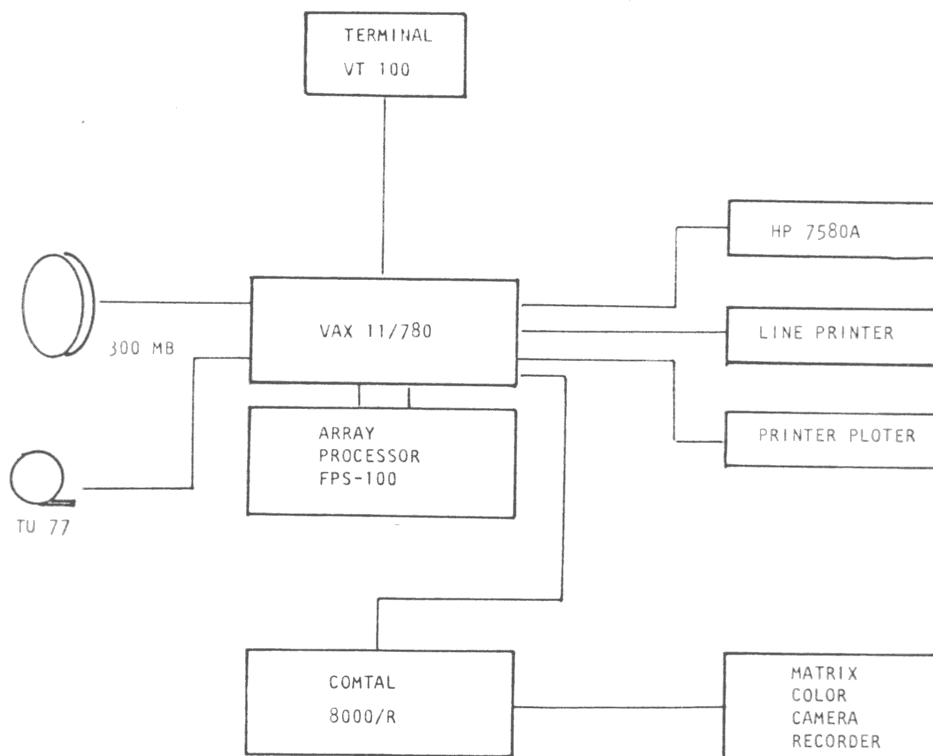 TERMINAL
VT 100
HP 7580A
VAX 11/780
LINE PRINTER
300 MB
ARRAY
PROCESSOR
FPS-100
PRINTER PLOTER
TU 77
COMTAL
8000/R
MATRIX
COLOR
CAMERA
RECORDER